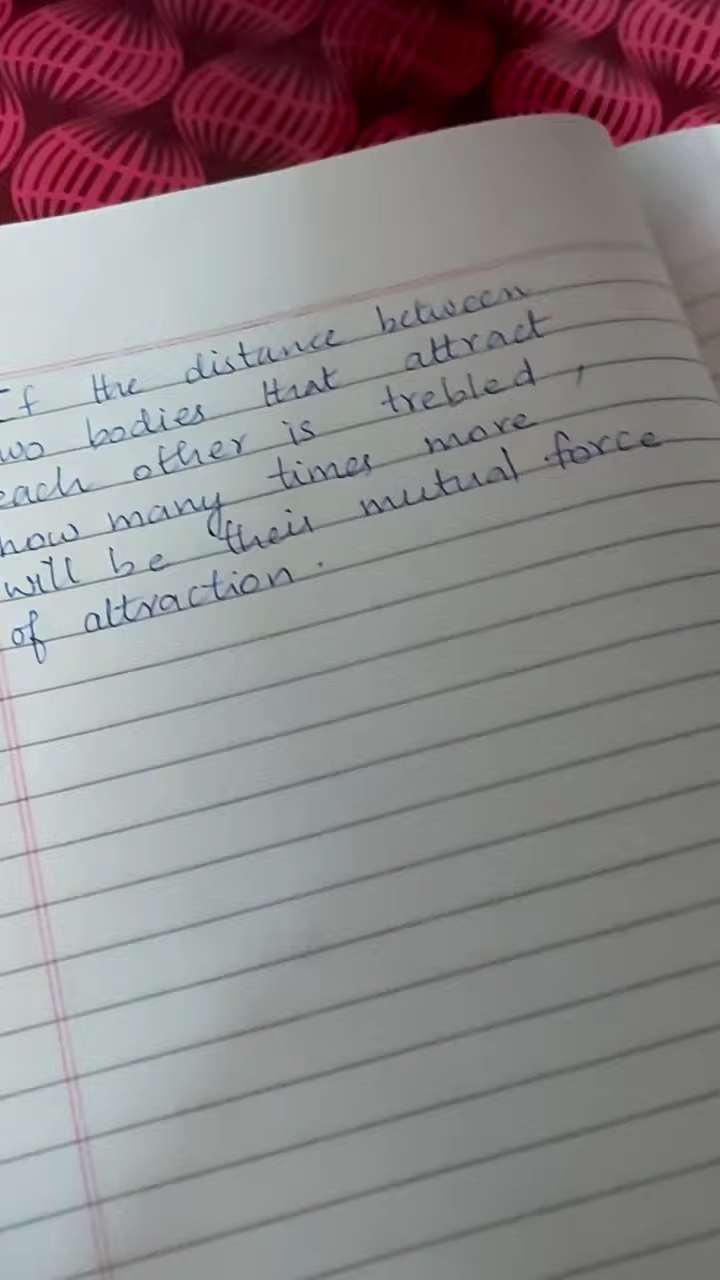 If the distance between
two bodies that attract
each other is trebled,
how many times more
will be their mutual force
of attraction.